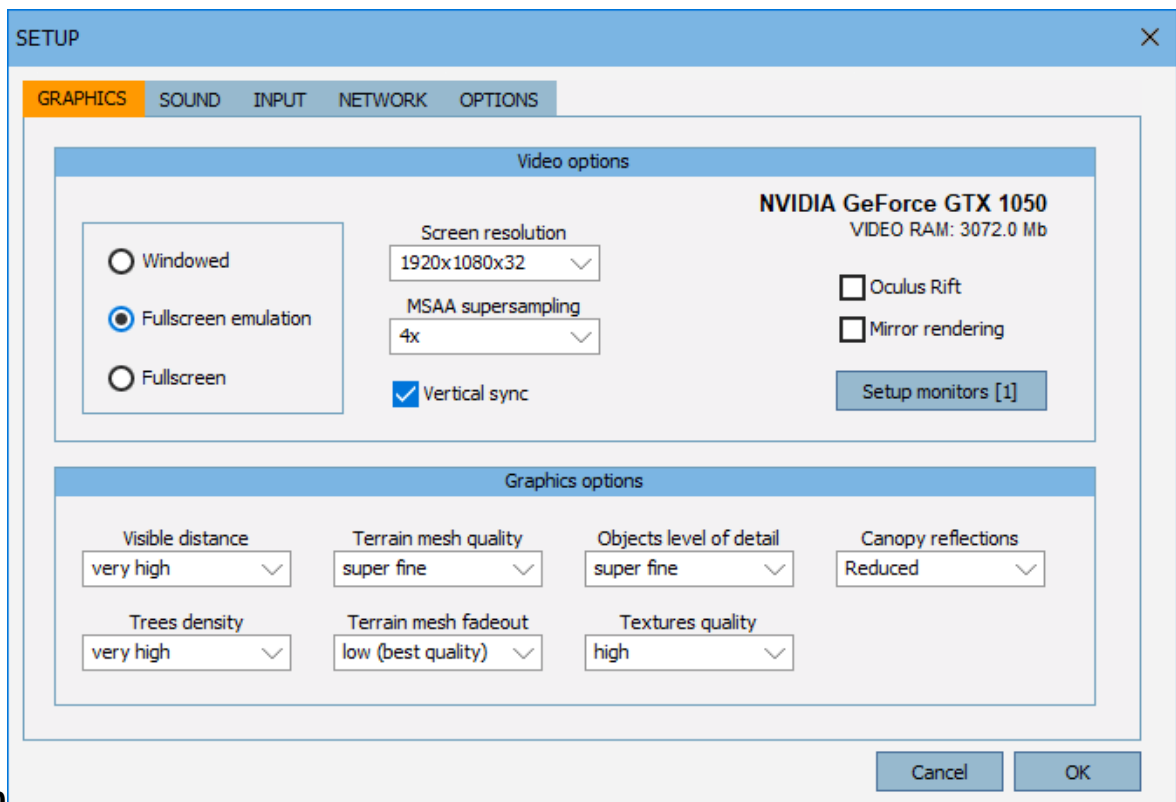 SETUP
GRAPHICS SOUND INPUT NETWORK OPTIONS
Video options
NVIDIA GeForce GTX 1050
VIDEO RAM: 3072.0 Mb
Windowed
Fullscreen emulation
Fullscreen
Screen resolution
1920x1080x32
MSAA supersampling
4x
Vertical sync
Oculus Rift
Mirror rendering
Setup monitors [1]
Graphics options
Visible distance
very high
Terrain mesh quality
super fine
Objects level of detail
super fine
Canopy reflections
Reduced
Trees density
very high
Terrain mesh fadeout
low (best quality)
Textures quality
high
Cancel OK